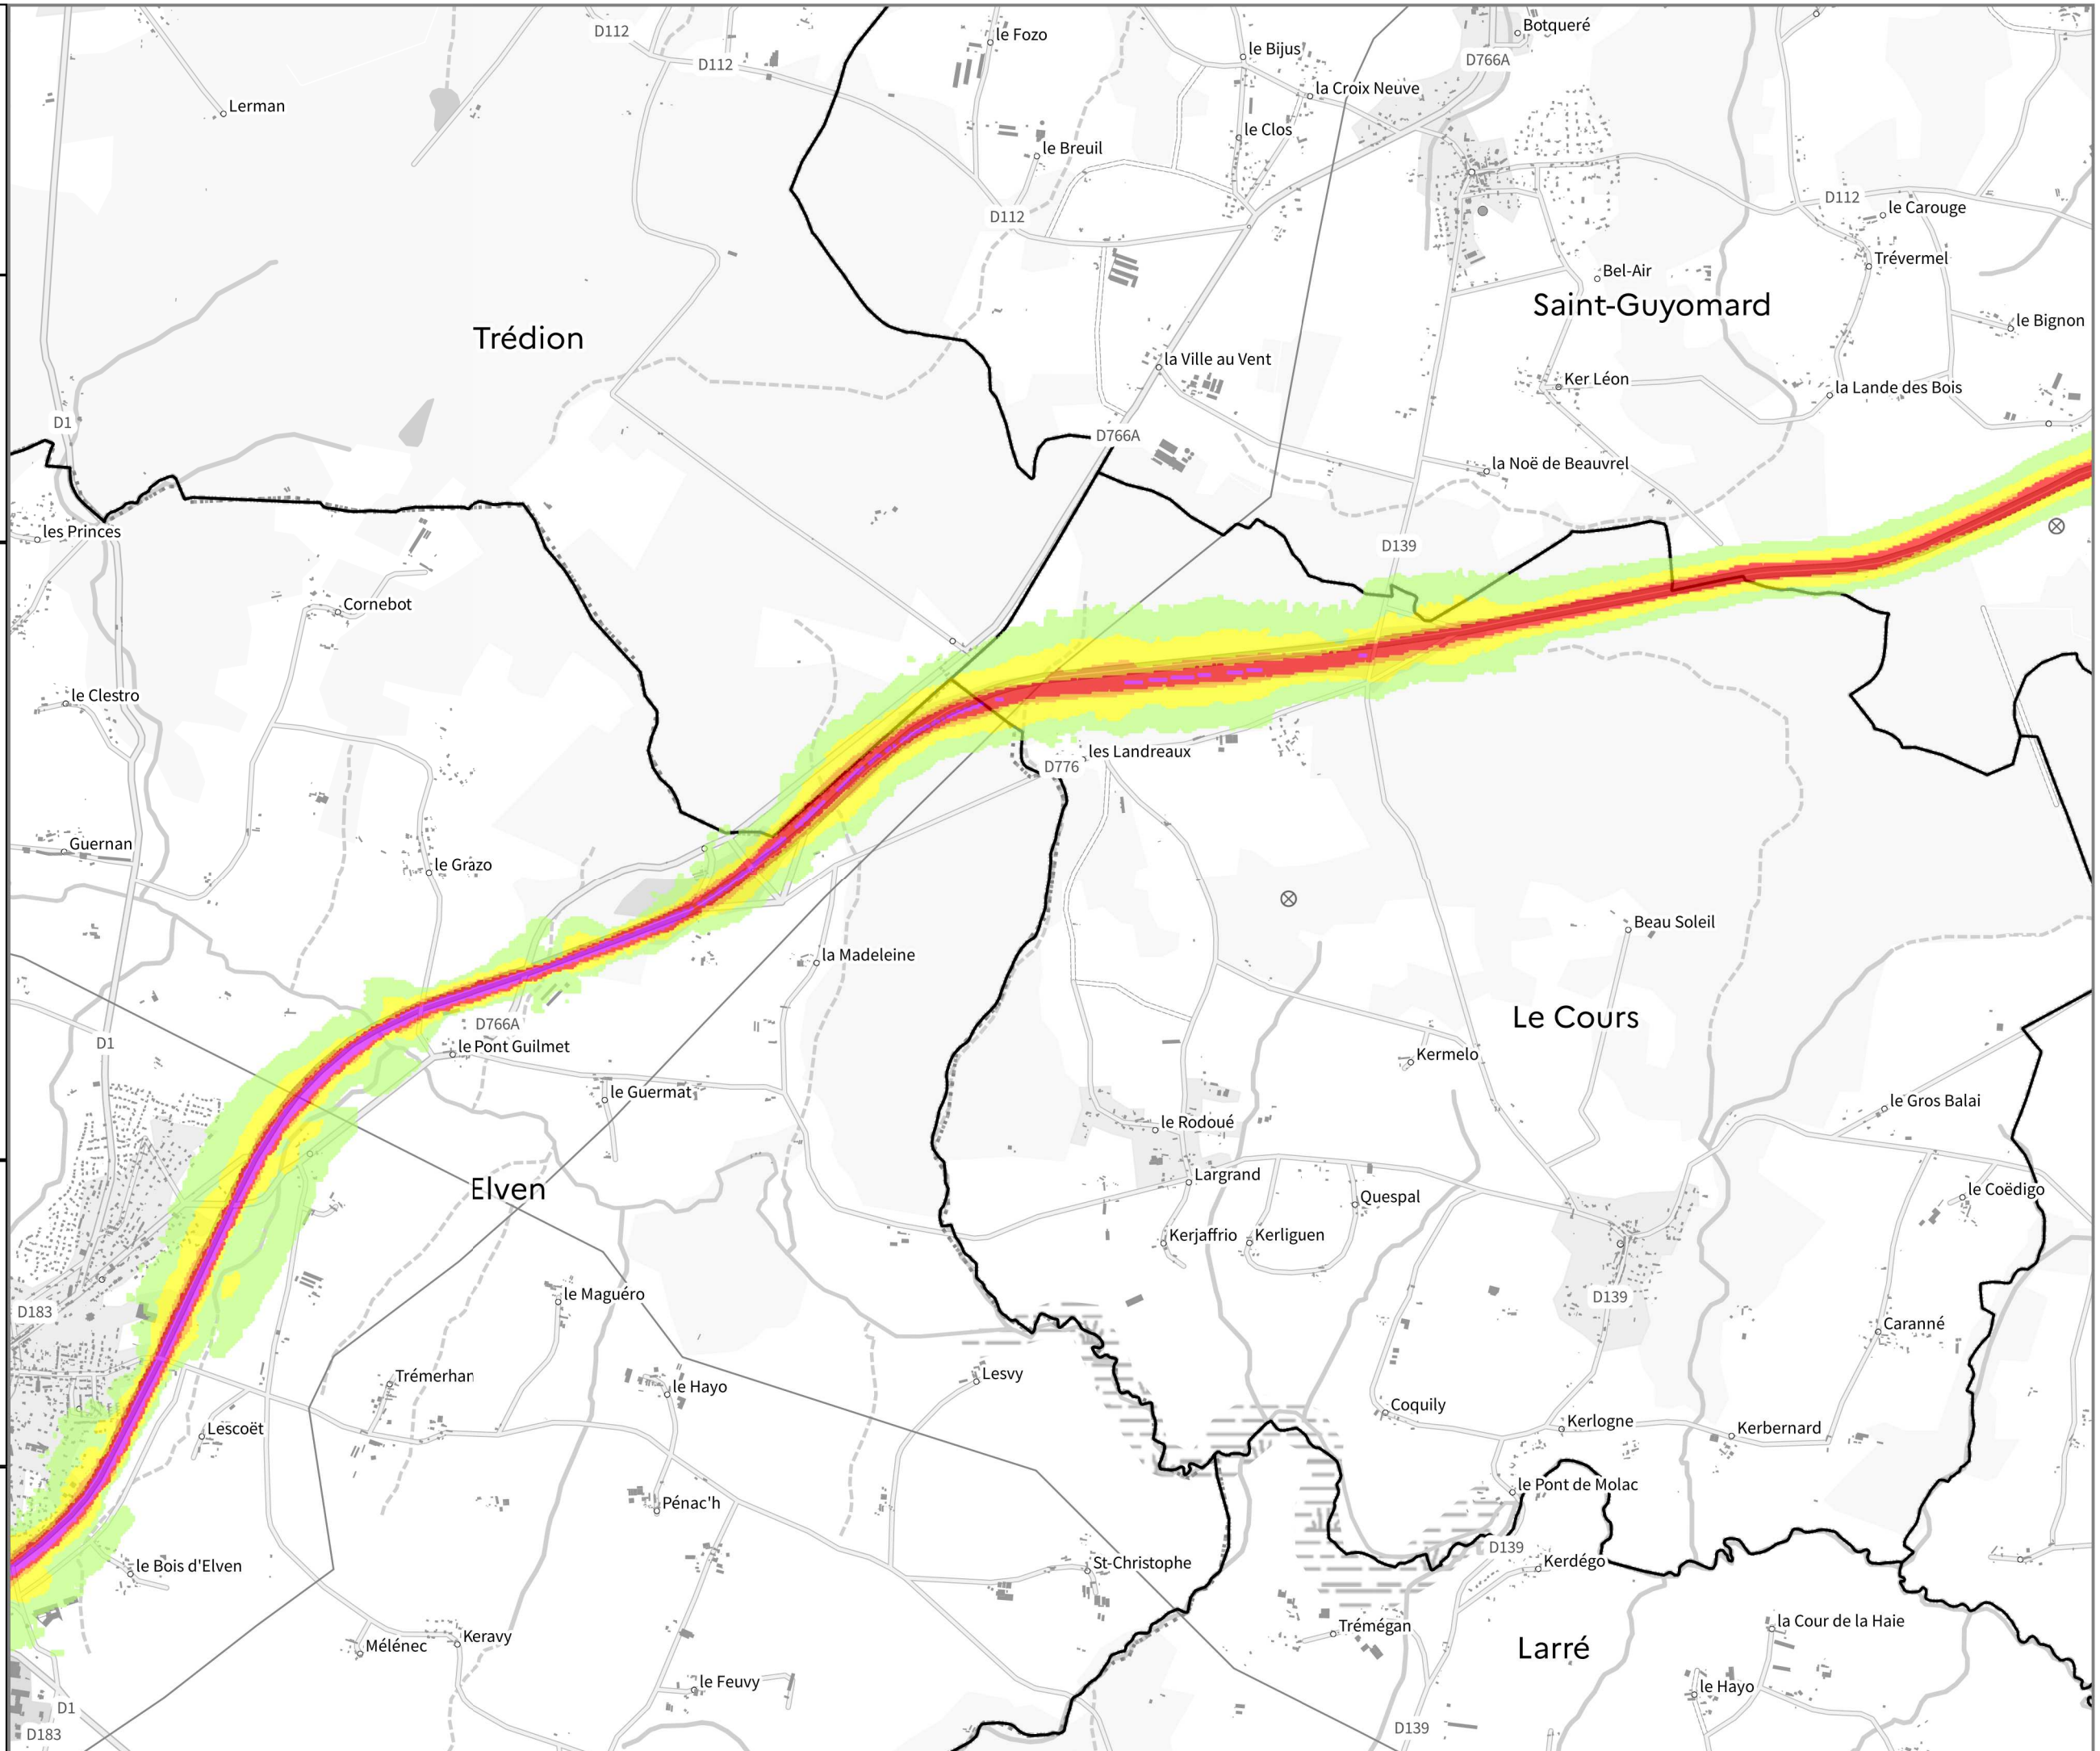 D112
le Fozo
Botqueré
le Bijus
D766A
D112
la Croix Neuve
Lerman
le Clos
le Breuil
D112
le Carouge
D112
Trévermel
Bel-Air
Saint-Guyomard
le Bignon
Trédion
la Ville au Vent
Ker Léon
la Lande des Bois
D1
D766A
la Noë de Beauvrel
les Princes
D139
Cornebot
le Clestro
les Landreaux
D776
Guernan
le Grazo
Beau Soleil
la Madeleine
Le Cours
D766A
D1
le Pont Guilmet
Kermelo
le Guermat
le Gros Balai
le Rodoué
Largrand
Elven
le Coëdigo
Quespal
Kerjaffrio
Kerliguen
le Maguéro
D139
D183
Caranné
Lesvy
Trémerhan
le Hayo
Coquily
Kerlogne
Lescoët
Kerbernard
le Pont de Molac
Pénac'h
D139
Kerdégo
St-Christophe
le Bois d'Elven
la Cour de la Haie
Trémégan
Keravy
Mélénec
Larré
le Feuvy
le Hayo
D1
D139
D183